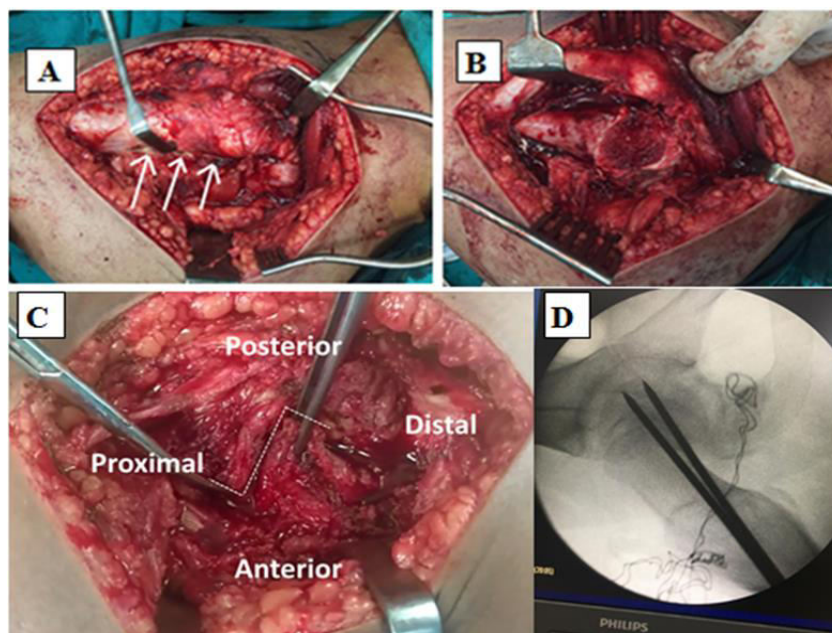 A
B
C
Posterior
Proximal
Distal
Anterior
D
PHILIPS